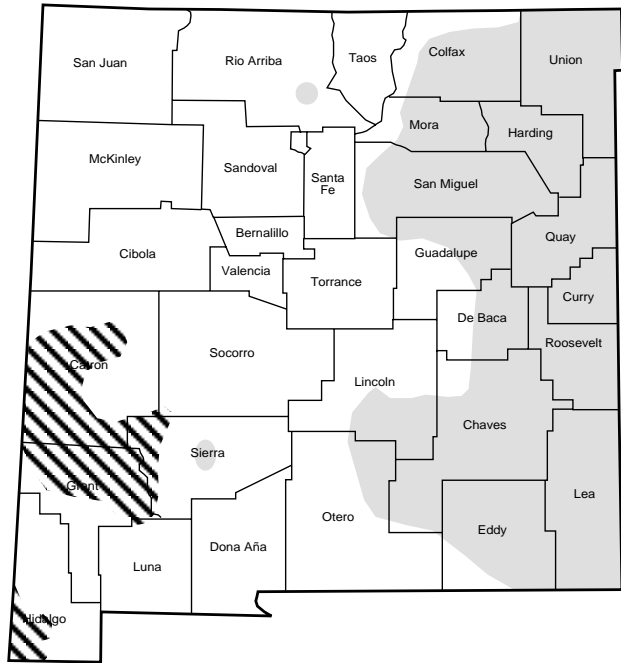 San Juan
Rio Arriba
Taos
Colfax
Union
Mora
Harding
McKinley
Sandoval
Santa
Fe
San Miguel
Bernalillo
Quay
Cibola
Guadalupe
Valencia
Torrance
Curry
De Baca
Roosevelt
Catron
Socorro
Lincoln
Chaves
Sierra
Grant
Lea
Otero
Eddy
Dona Aña
Luna
Hidalgo